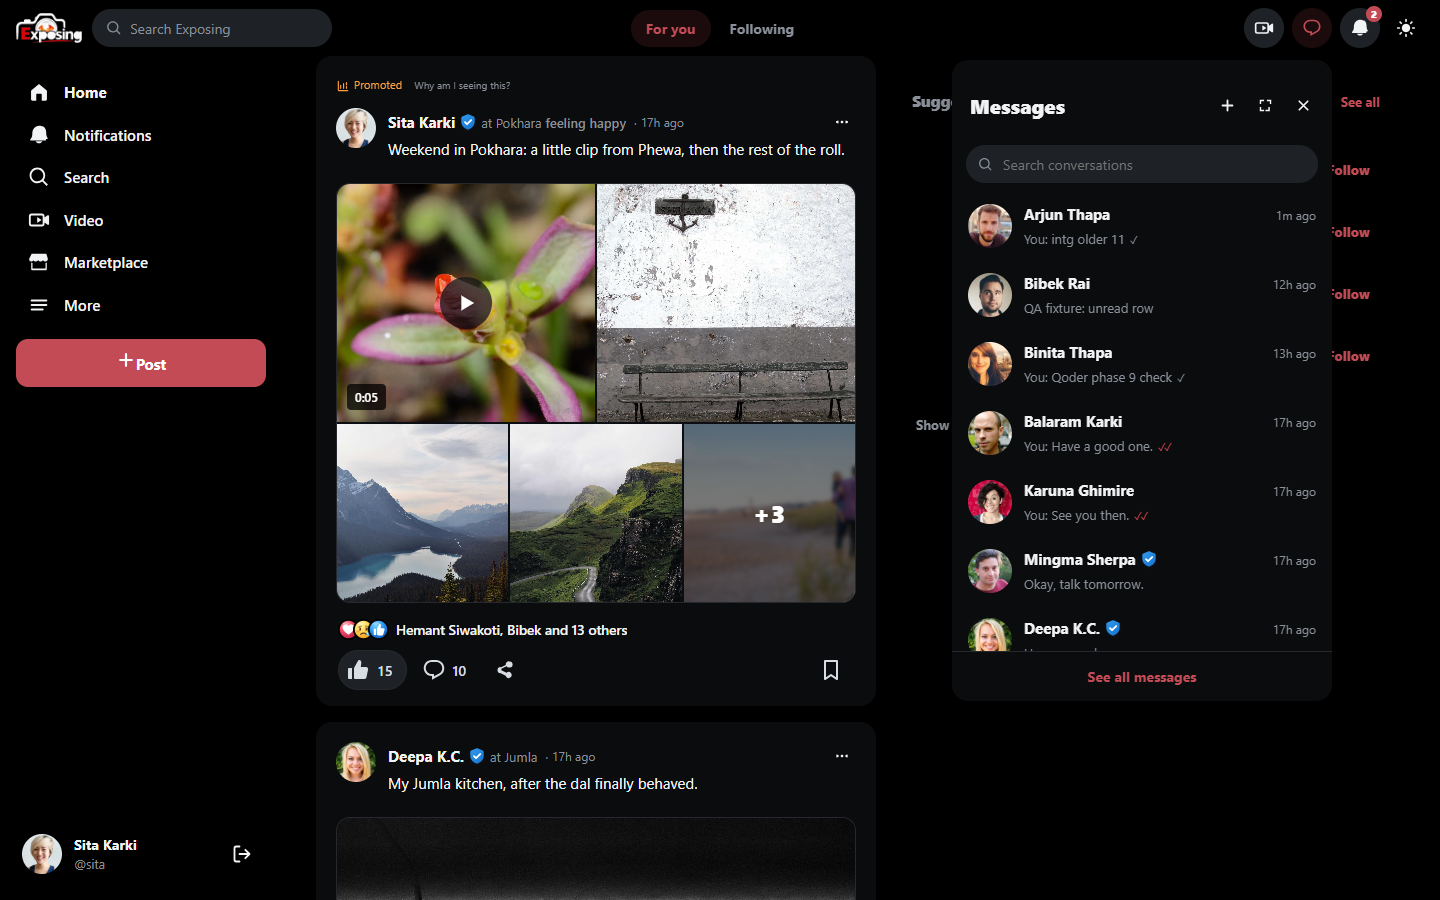 Exposing
Search Exposing
For you
Following
2
Home
Notifications
Search
Video
Marketplace
More
Post
Promoted
Why am I seeing this?
Sita Karki at Pokhara feeling happy · 17h ago
Weekend in Pokhara: a little clip from Phewa, then the rest of the roll.
0:05
+3
Hemant Siwakoti, Bibek and 13 others
15
10
Deepa K.C. at Jumla · 17h ago
My Jumla kitchen, after the dal finally behaved.
See all
Follow
Follow
Follow
Follow
Show
Messages
Search conversations
Arjun Thapa 1m ago
You: intg older 11 ✓
Bibek Rai 12h ago
QA fixture: unread row
Binita Thapa 13h ago
You: Qoder phase 9 check ✓
Balaram Karki 17h ago
You: Have a good one. ✓✓
Karuna Ghimire 17h ago
You: See you then. ✓✓
Mingma Sherpa 17h ago
Okay, talk tomorrow.
Deepa K.C. 17h ago
See all messages
Sita Karki
@sita